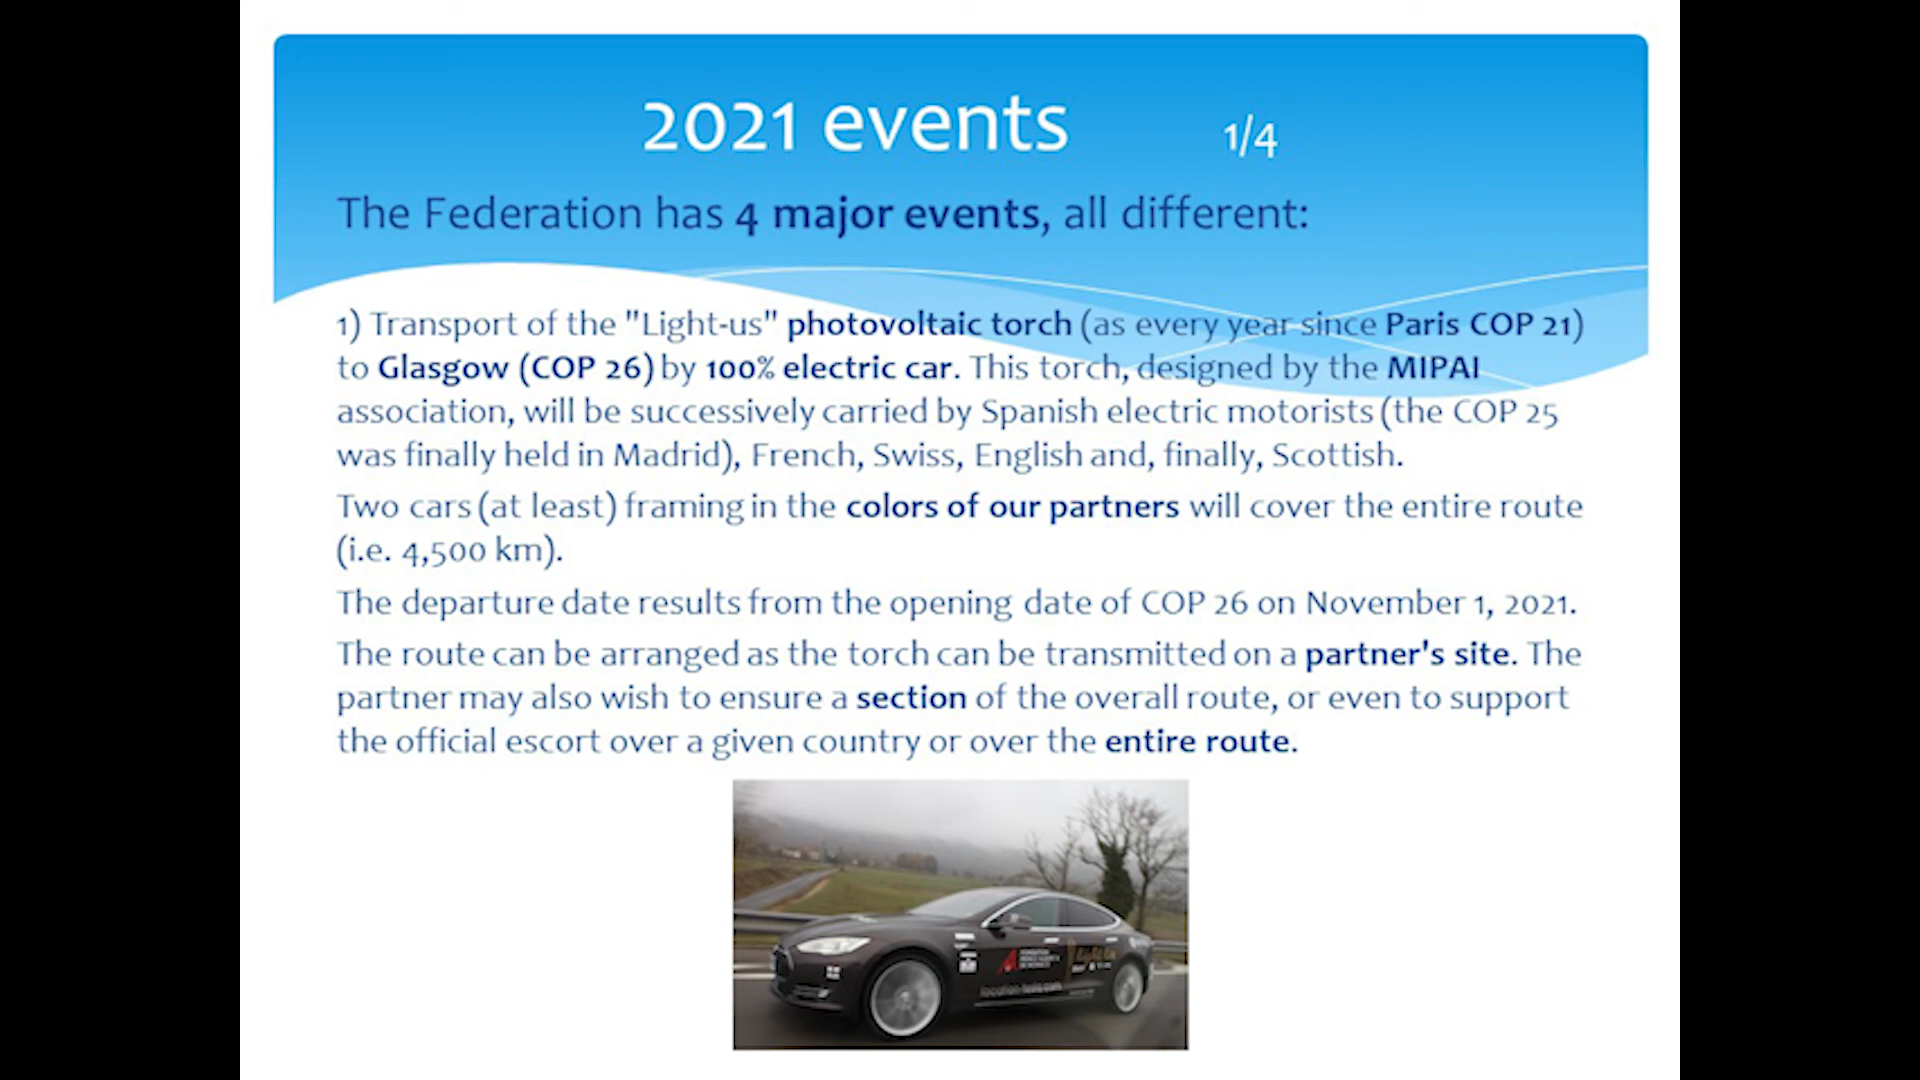 2021 events 1/4
The Federation has 4 major events, all different:
1) Transport of the "Light-us" photovoltaic torch (as every year since Paris COP 21)
to Glasgow (COP 26) by 100% electric car. This torch, designed by the MIPAI
association, will be successively carried by Spanish electric motorists (the COP 25
was finally held in Madrid), French, Swiss, English and, finally, Scottish.
Two cars (at least) framing in the colors of our partners will cover the entire route
(i.e. 4,500 km).
The departure date results from the opening date of COP 26 on November 1, 2021.
The route can be arranged as the torch can be transmitted on a partner's site. The
partner may also wish to ensure a section of the overall route, or even to support
the official escort over a given country or over the entire route.